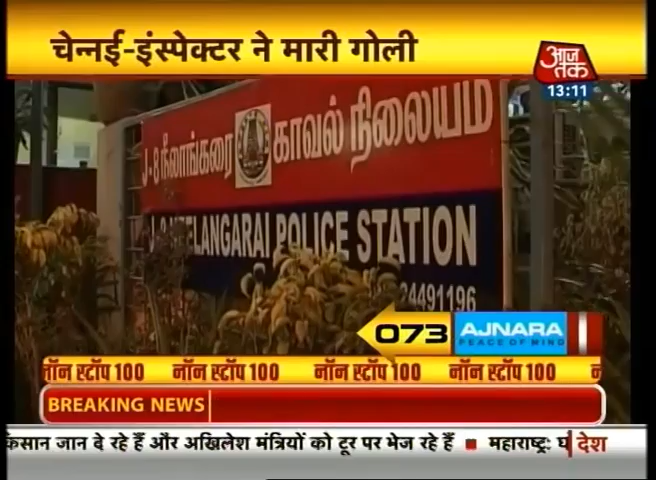 चेन्नई-इंस्पेक्टर ने मारी गोली
आज तक
13:11
J-8 நீலாங்கரை காவல் நிலையம்
J-8 NEELANGARAI POLICE STATION
24491196
073 AJNARA
PEACE OF MIND
नॉन स्टॉप 100 नॉन स्टॉप 100 नॉन स्टॉप 100 नॉन स्टॉप 100
BREAKING NEWS
जान दे रहे हैं और अखिलेश मंत्रियों को टूर पर भेज रहे हैं ■ महाराष्ट्र: देश